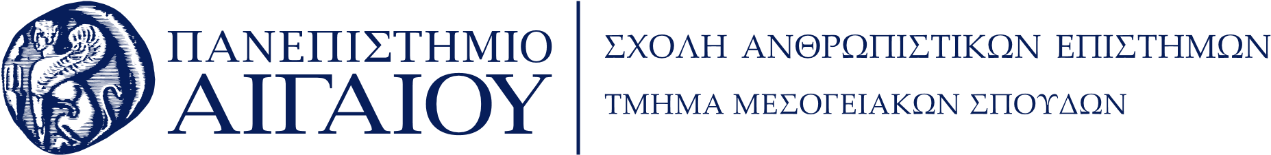 ΠΑΝΕΠΙΣΤΗΜΙΟ
ΑΙΓΑΙΟΥ
ΣΧΟΛΗ ΑΝΘΡΩΠΙΣΤΙΚΩΝ ΕΠΙΣΤΗΜΩΝ
ΤΜΗΜΑ ΜΕΣΟΓΕΙΑΚΩΝ ΣΠΟΥΔΩΝ